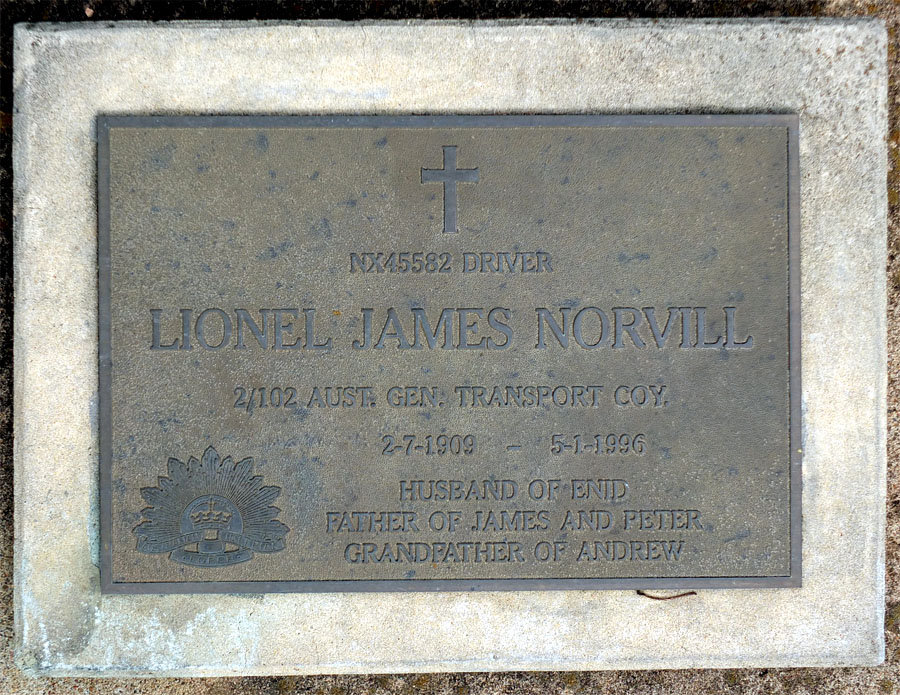 NX45582 DRIVER
LIONEL JAMES NORVILL
2/102 AUST. GEN. TRANSPORT COY.
2-7-1909 – 5-1-1996
HUSBAND OF ENID
FATHER OF JAMES AND PETER
GRANDFATHER OF ANDREW